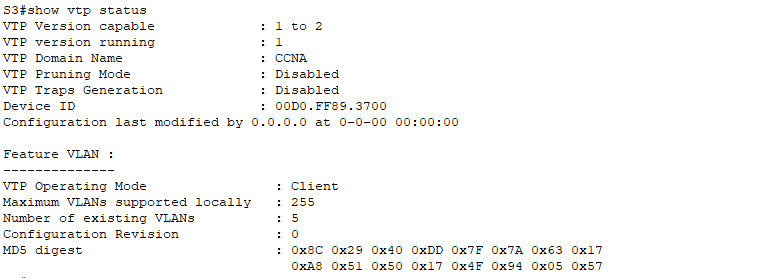 S3#show vtp status
VTP Version capable : 1 to 2
VTP version running : 1
VTP Domain Name : CCNA
VTP Pruning Mode : Disabled
VTP Traps Generation : Disabled
Device ID : 00D0.FF89.3700
Configuration last modified by 0.0.0.0 at 0-0-00 00:00:00
Feature VLAN :
--------------
VTP Operating Mode : Client
Maximum VLANs supported locally : 255
Number of existing VLANs : 5
Configuration Revision : 0
MD5 digest : 0x8C 0x29 0x40 0xDD 0x7F 0x7A 0x63 0x17
0xA8 0x51 0x50 0x17 0x4F 0x94 0x05 0x57